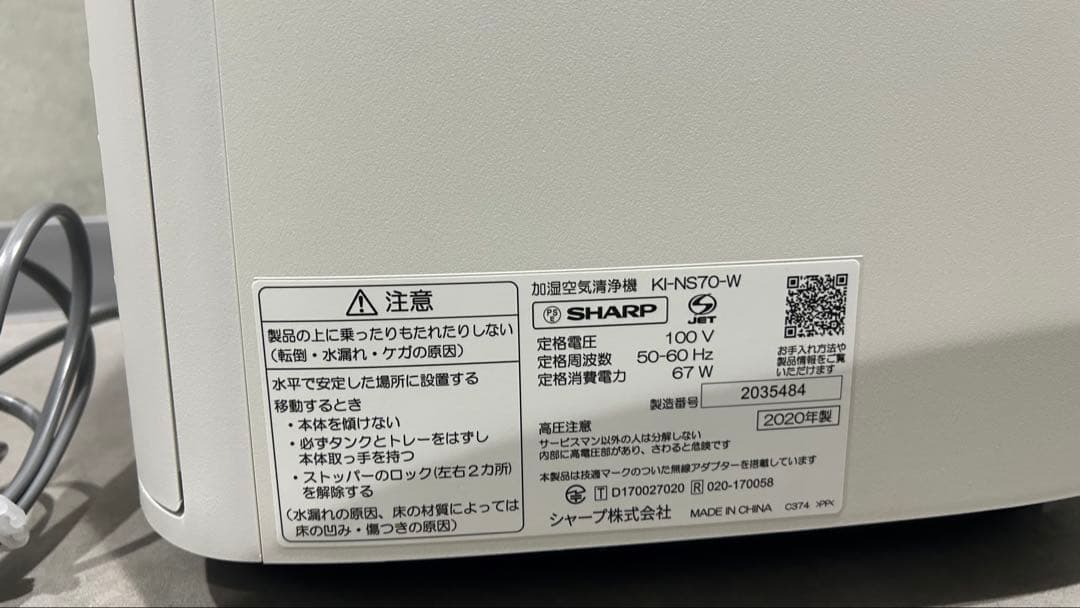 注意
製品の上に乗ったりもたれたりしない
(転倒・水漏れ・ケガの原因)
水平で安定した場所に設置する
移動するとき
・本体を傾けない
・必ずタンクとトレーをはずし
本体取っ手を持つ
・ストッパーのロック(左右2カ所)
を解除する
(水漏れの原因、床の材質によっては
床の凹み・傷つきの原因)
加湿空気清浄機 KI-NS70-W
PS E SHARP
JET
定格電圧 100 V
定格周波数 50-60 Hz
定格消費電力 67 W
お手入れ方法や
製品情報をご覧
いただけます
製造番号 2035484
2020年製
高圧注意
サービスマン以外の人は分解しない
内部に高電圧部があり、さわると危険です
本製品は技適マークのついた無線アダプターを搭載しています
T D170027020 R 020-170058
シャープ株式会社 MADE IN CHINA C374 >PP<